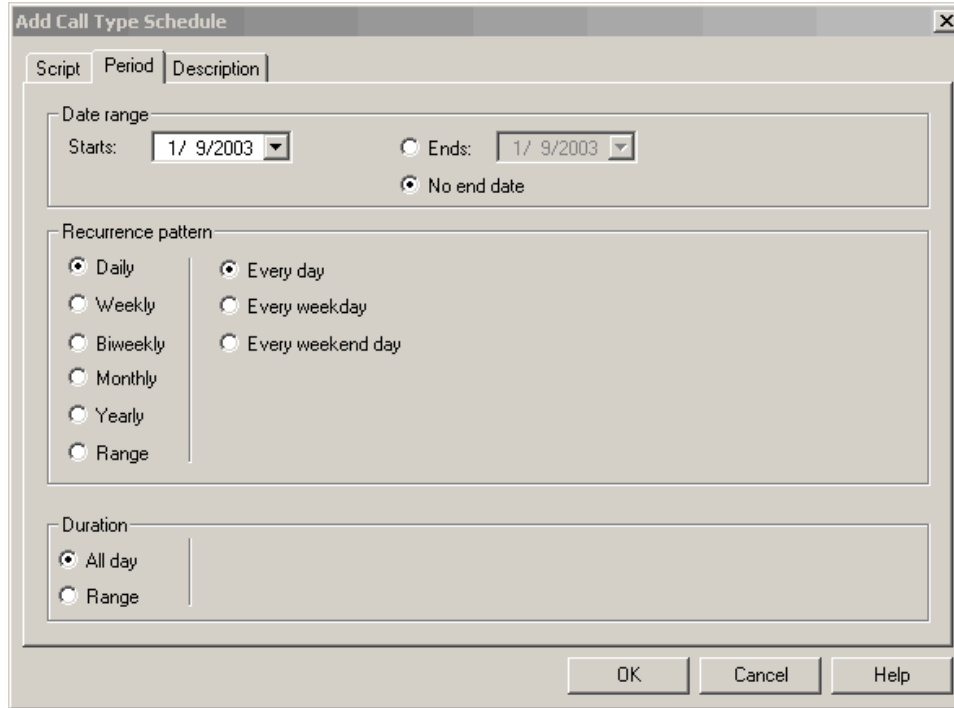 Add Call Type Schedule
Script Period Description
Date range
Starts: 1/ 9/2003 Ends: 1/ 9/2003
No end date
Recurrence pattern
Daily Every day
Weekly Every weekday
Biweekly Every weekend day
Monthly
Yearly
Range
Duration
All day
Range
OK Cancel Help